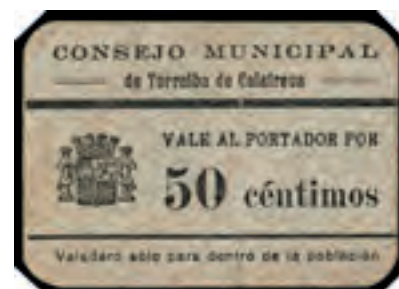 CONSEJO MUNICIPAL
de Torralba de Calatrava
VALE AL PORTADOR POR
50 céntimos
Valedero sólo para dentro de la población